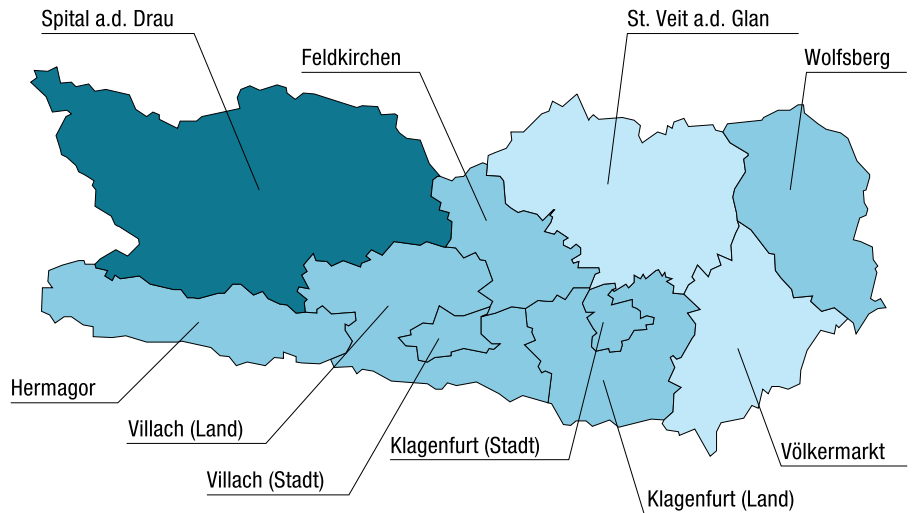 Spital a.d. Drau
St. Veit a.d. Glan
Feldkirchen
Wolfsberg
Hermagor
Villach (Land)
Klagenfurt (Stadt)
Völkermarkt
Villach (Stadt)
Klagenfurt (Land)